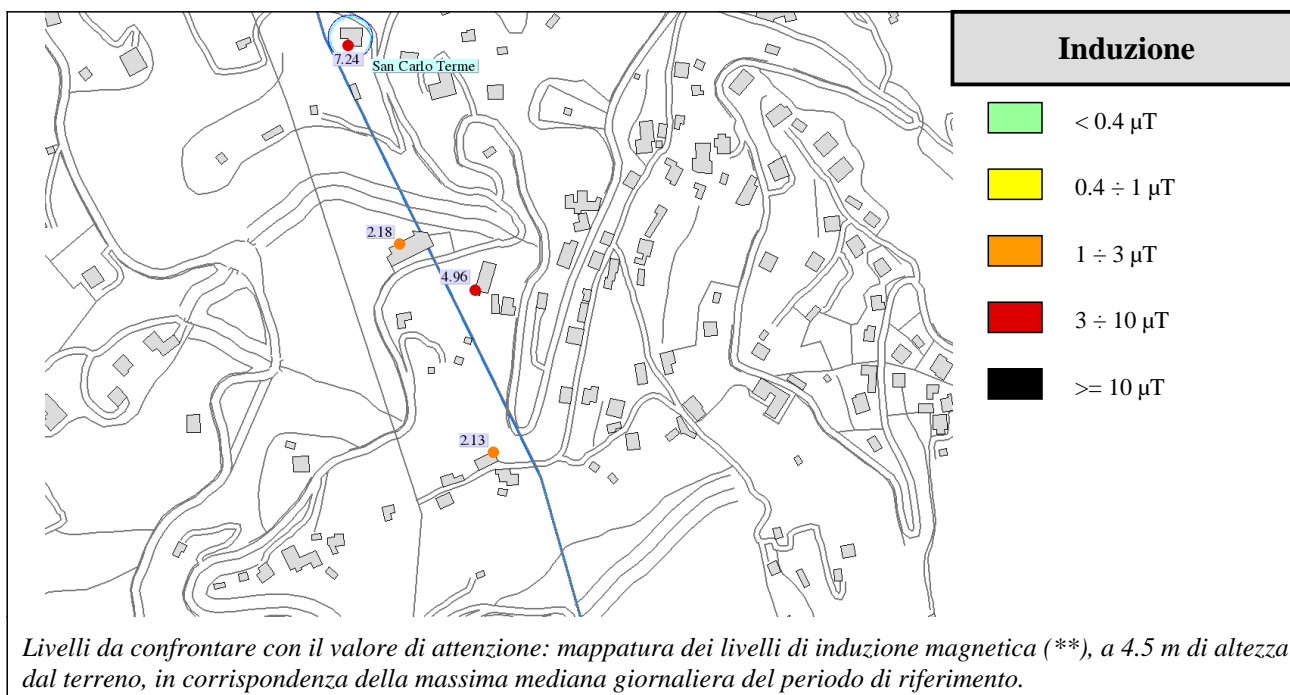 Induzione
< 0.4 µT
0.4 ÷ 1 µT
1 ÷ 3 µT
3 ÷ 10 µT
>= 10 µT
7.24
San Carlo Terme
2.18
4.96
2.13
Livelli da confrontare con il valore di attenzione: mappatura dei livelli di induzione magnetica (**), a 4.5 m di altezza
dal terreno, in corrispondenza della massima mediana giornaliera del periodo di riferimento.